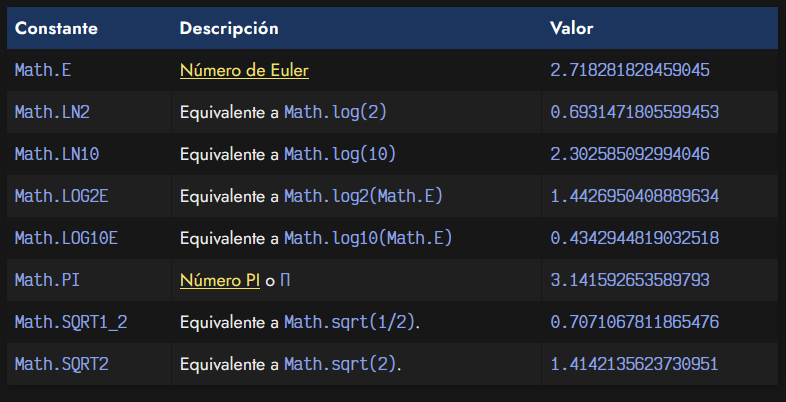 Constante Descripción Valor
Math.E Número de Euler 2.718281828459045
Math.LN2 Equivalente a Math.log(2) 0.6931471805599453
Math.LN10 Equivalente a Math.log(10) 2.302585092994046
Math.LOG2E Equivalente a Math.log2(Math.E) 1.4426950408889634
Math.LOG10E Equivalente a Math.log10(Math.E) 0.4342944819032518
Math.PI Número PI o Π 3.141592653589793
Math.SQRT1_2 Equivalente a Math.sqrt(1/2). 0.7071067811865476
Math.SQRT2 Equivalente a Math.sqrt(2). 1.4142135623730951